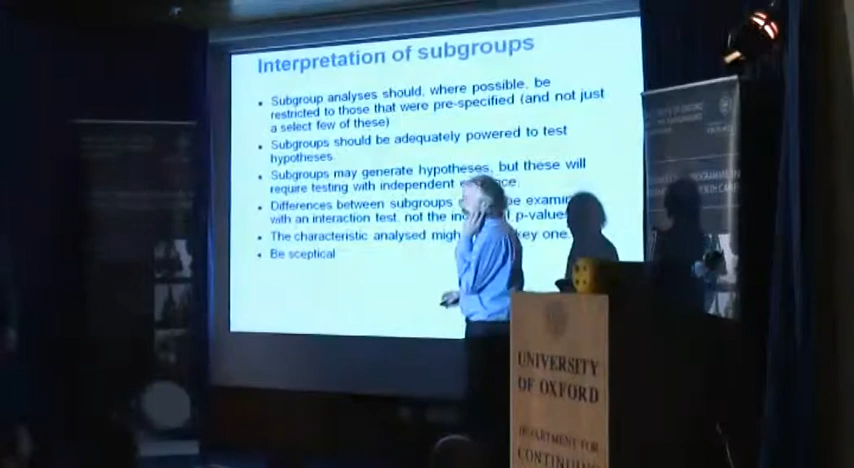 Interpretation of subgroups
• Subgroup analyses should, where possible, be
restricted to those that were pre-specified (and not just
a select few of these)
• Subgroups should be adequately powered to test
hypotheses
• Subgroups may generate hypotheses, but these will
require testing with independent
• Differences between subgroups be
with an interaction test, not the p-value
• The characteristic analysed key one
• Be sceptical
UNIVERSITY
OF OXFORD
DEPARTMENT FOR